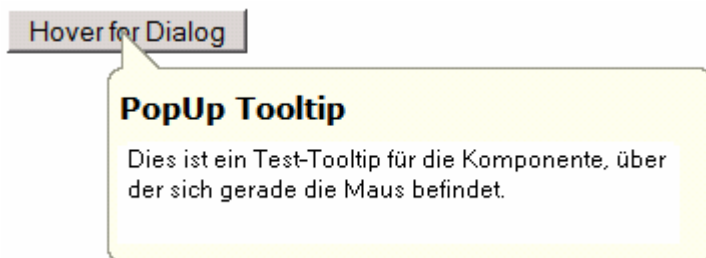 Hover for Dialog
PopUp Tooltip
Dies ist ein Test-Tooltip für die Komponente, über
der sich gerade die Maus befindet.